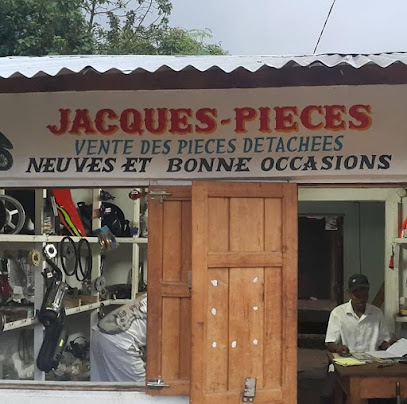 JACQUES-PIECES
VENTE DES PIECES DETACHEES
NEUVES ET BONNE OCCASIONS